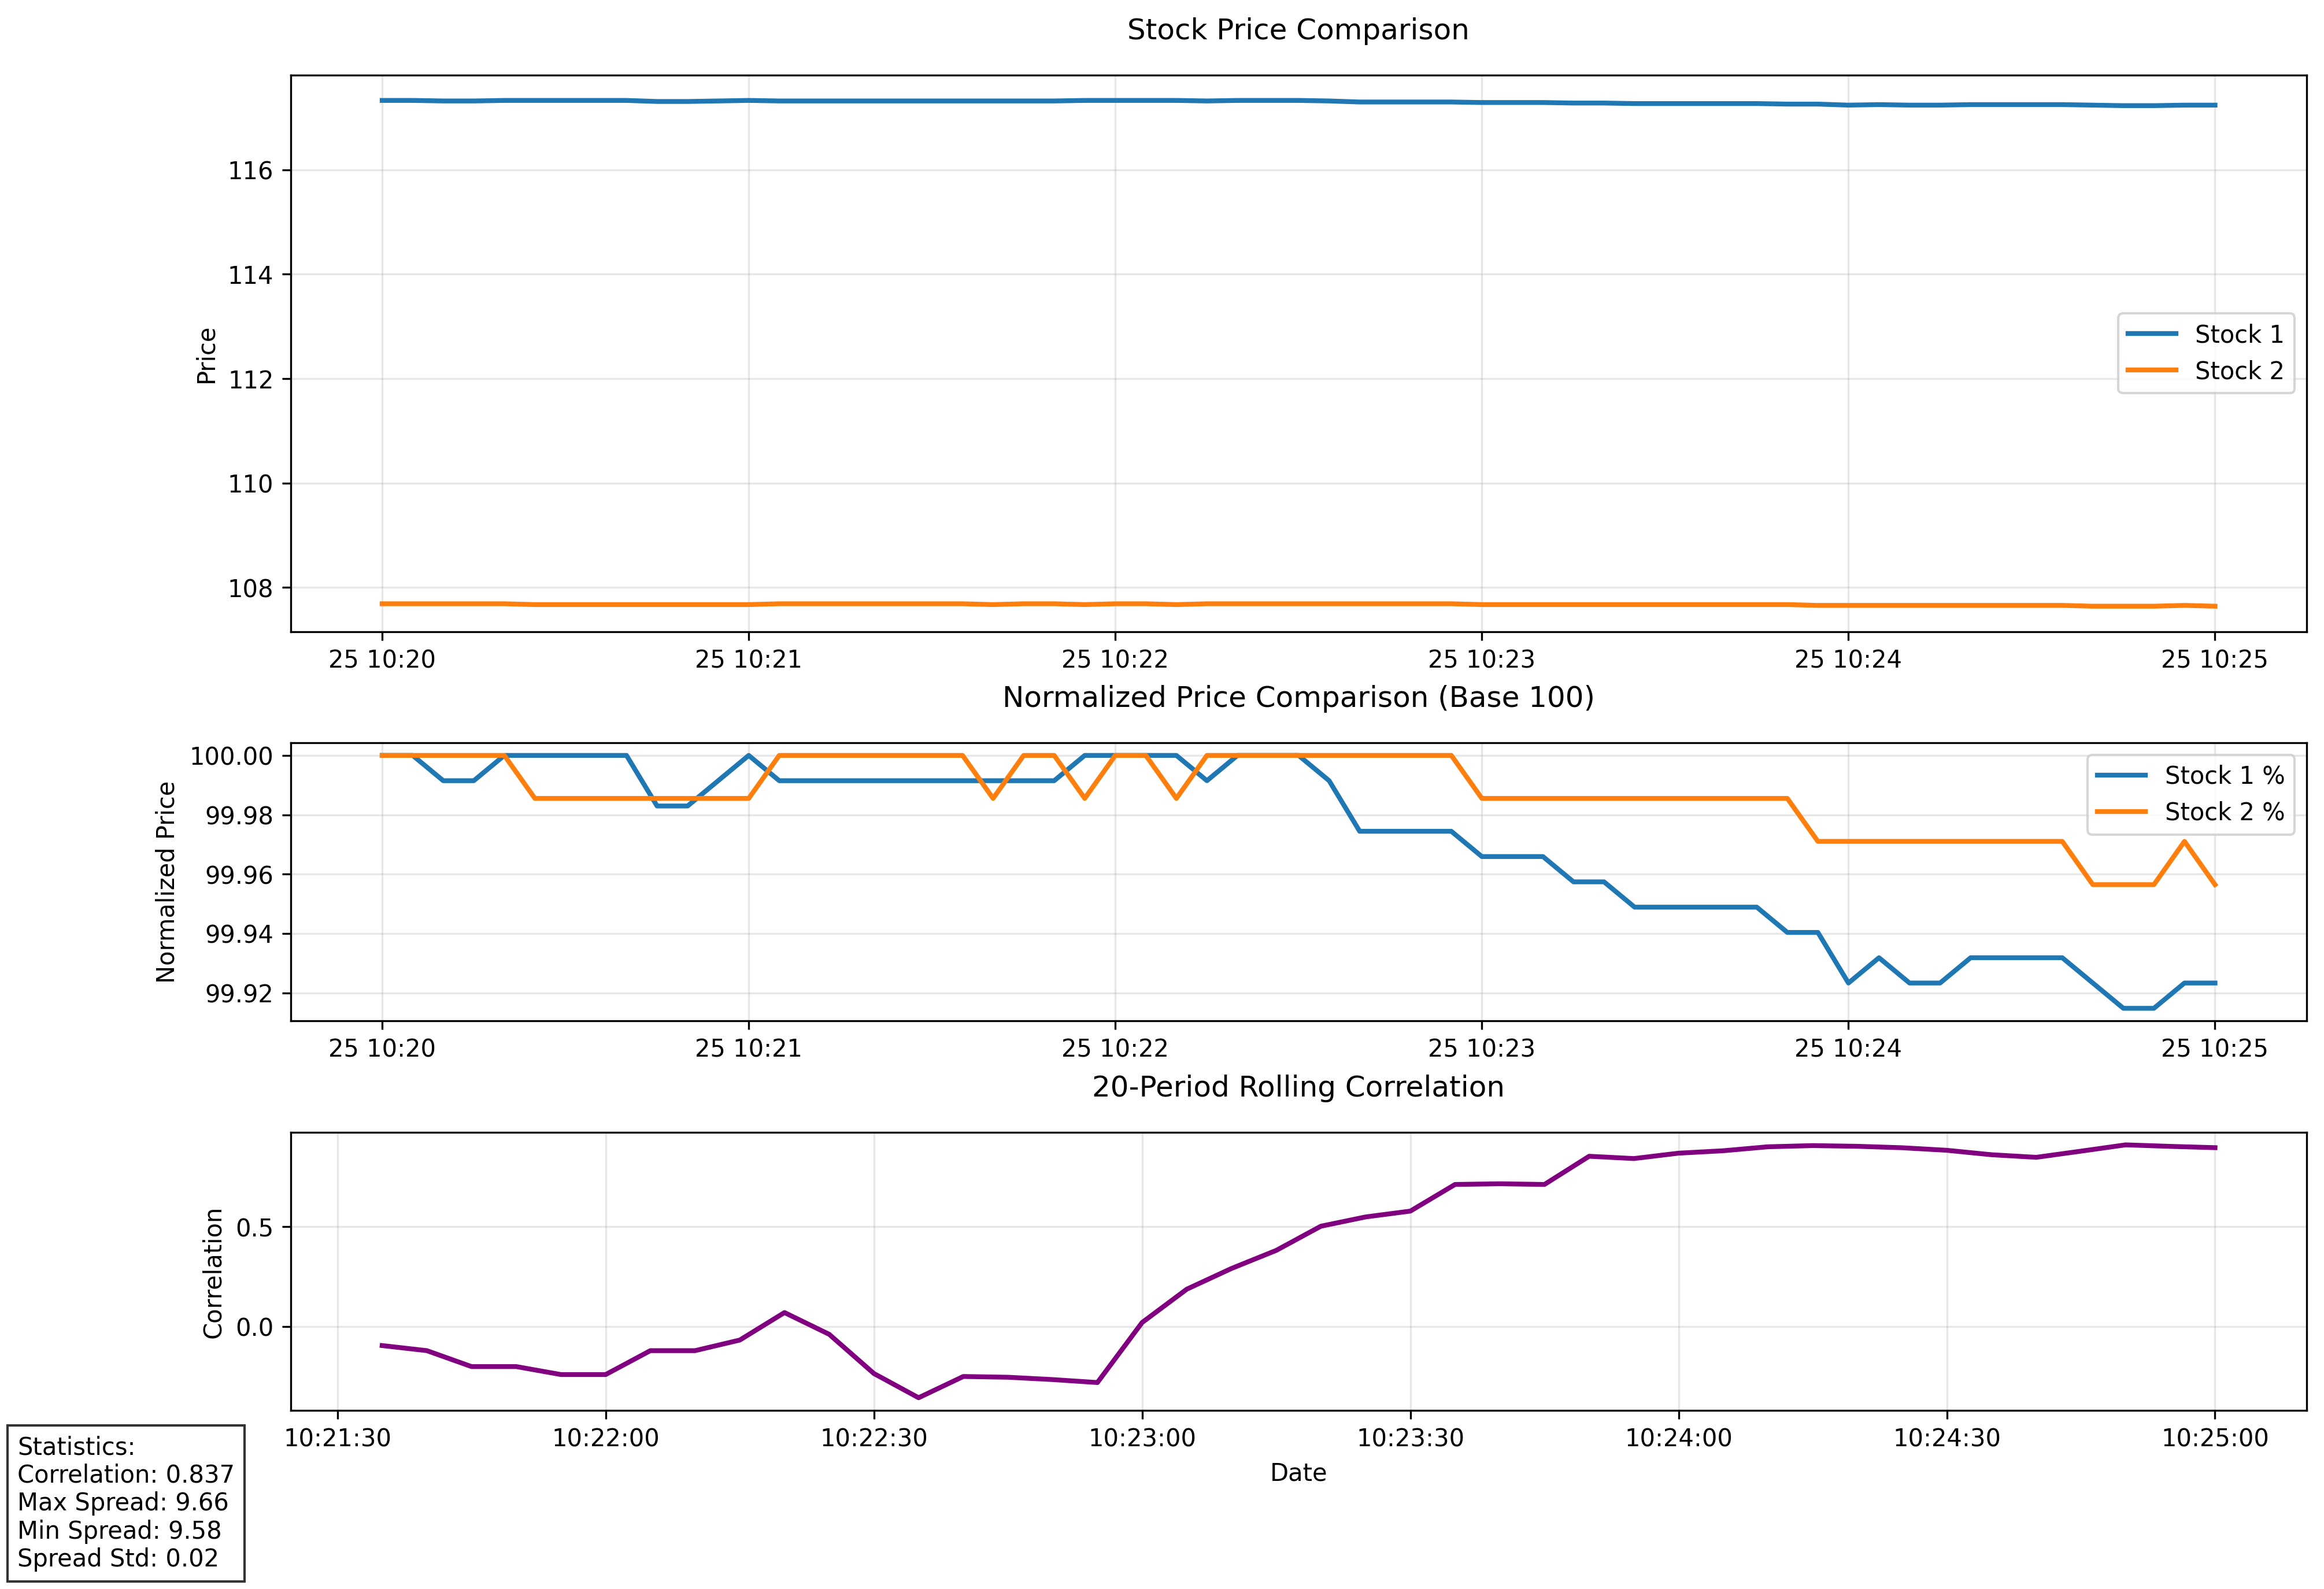 Stock Price Comparison
Price
116
114
112
110
108
Stock 1
Stock 2
25 10:20
25 10:21
25 10:22
25 10:23
25 10:24
25 10:25
Normalized Price Comparison (Base 100)
Normalized Price
100.00
99.98
99.96
99.94
99.92
Stock 1 %
Stock 2 %
25 10:20
25 10:21
25 10:22
25 10:23
25 10:24
25 10:25
20-Period Rolling Correlation
Correlation
0.5
0.0
10:21:30
10:22:00
10:22:30
10:23:00
10:23:30
10:24:00
10:24:30
10:25:00
Date
Statistics:
Correlation: 0.837
Max Spread: 9.66
Min Spread: 9.58
Spread Std: 0.02